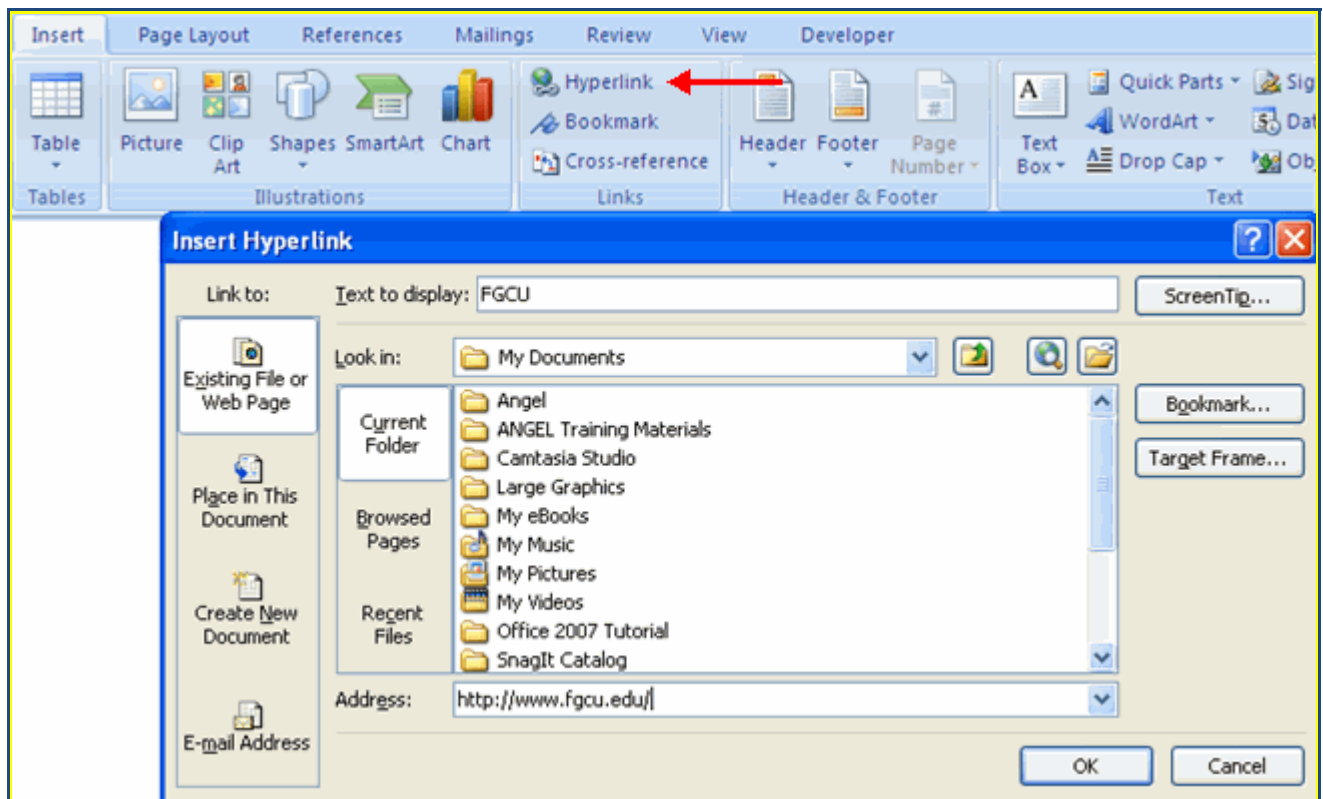 Insert Page Layout References Mailings Review View Developer
Hyperlink
A
Quick Parts
Sig
Bookmark
#
WordArt
Dat
Table Picture Clip Art Shapes SmartArt Chart
Cross-reference
Header Footer Page Number
Text Box
Drop Cap
Obj
Tables Illustrations Links Header & Footer Text
Insert Hyperlink
Link to: Text to display: FGCU ScreenTip...
Look in: My Documents
Existing File or
Web Page
Current
Folder
Angel
ANGEL Training Materials
Camtasia Studio
Large Graphics
My eBooks
My Music
My Pictures
My Videos
Office 2007 Tutorial
SnagIt Catalog
Bookmark...
Target Frame...
Place in This
Document
Browsed
Pages
Create New
Document
Recent
Files
Address: http://www.fgcu.edu/
E-mail Address
OK Cancel